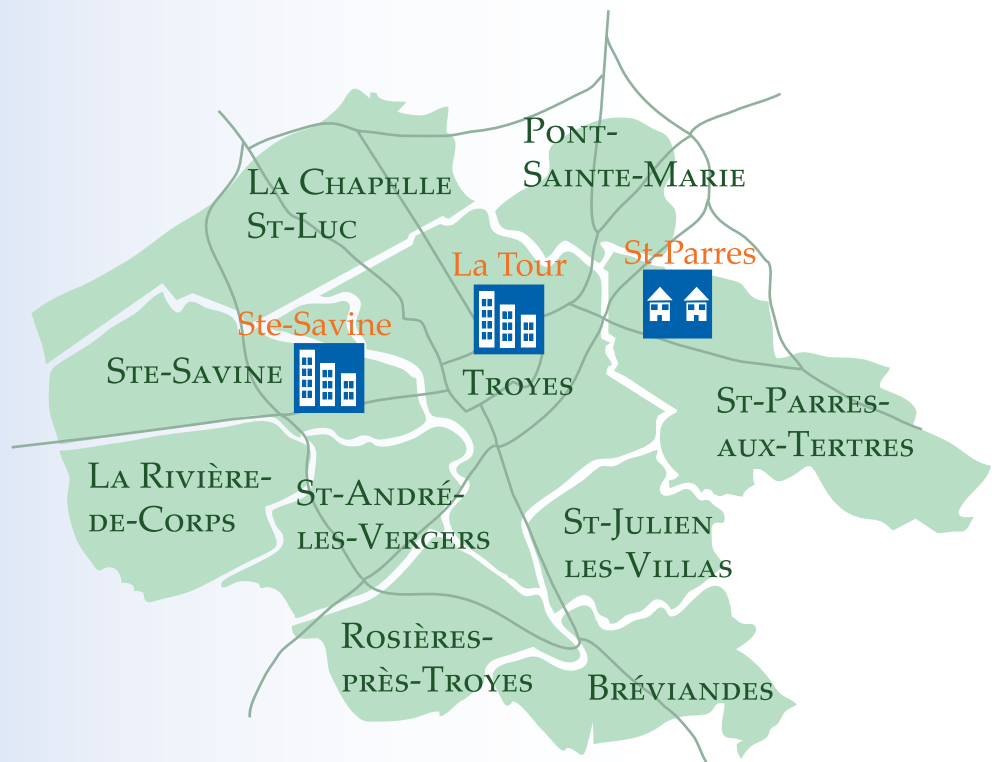 Pont-
Sainte-Marie
La Chapelle
St-Luc
St-Parres
La Tour
Ste-Savine
Ste-Savine
Troyes
St-Parres-
aux-Tertres
La Rivière-
de-Corps
St-André-
les-Vergers
St-Julien
les-Villas
Rosières-
près-Troyes
Bréviandes